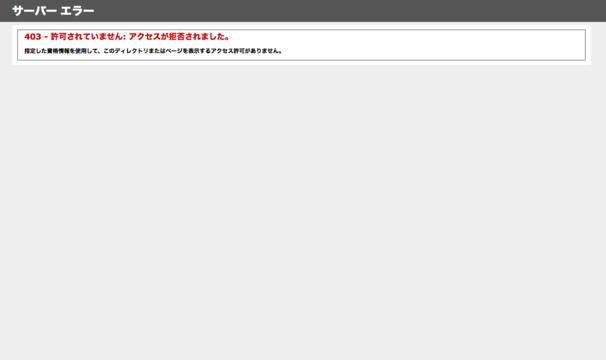 サーバー エラー
403 - 許可されていません: アクセスが拒否されました。
指定した資格情報を使用して、このディレクトリまたはページを表示するアクセス許可がありません。